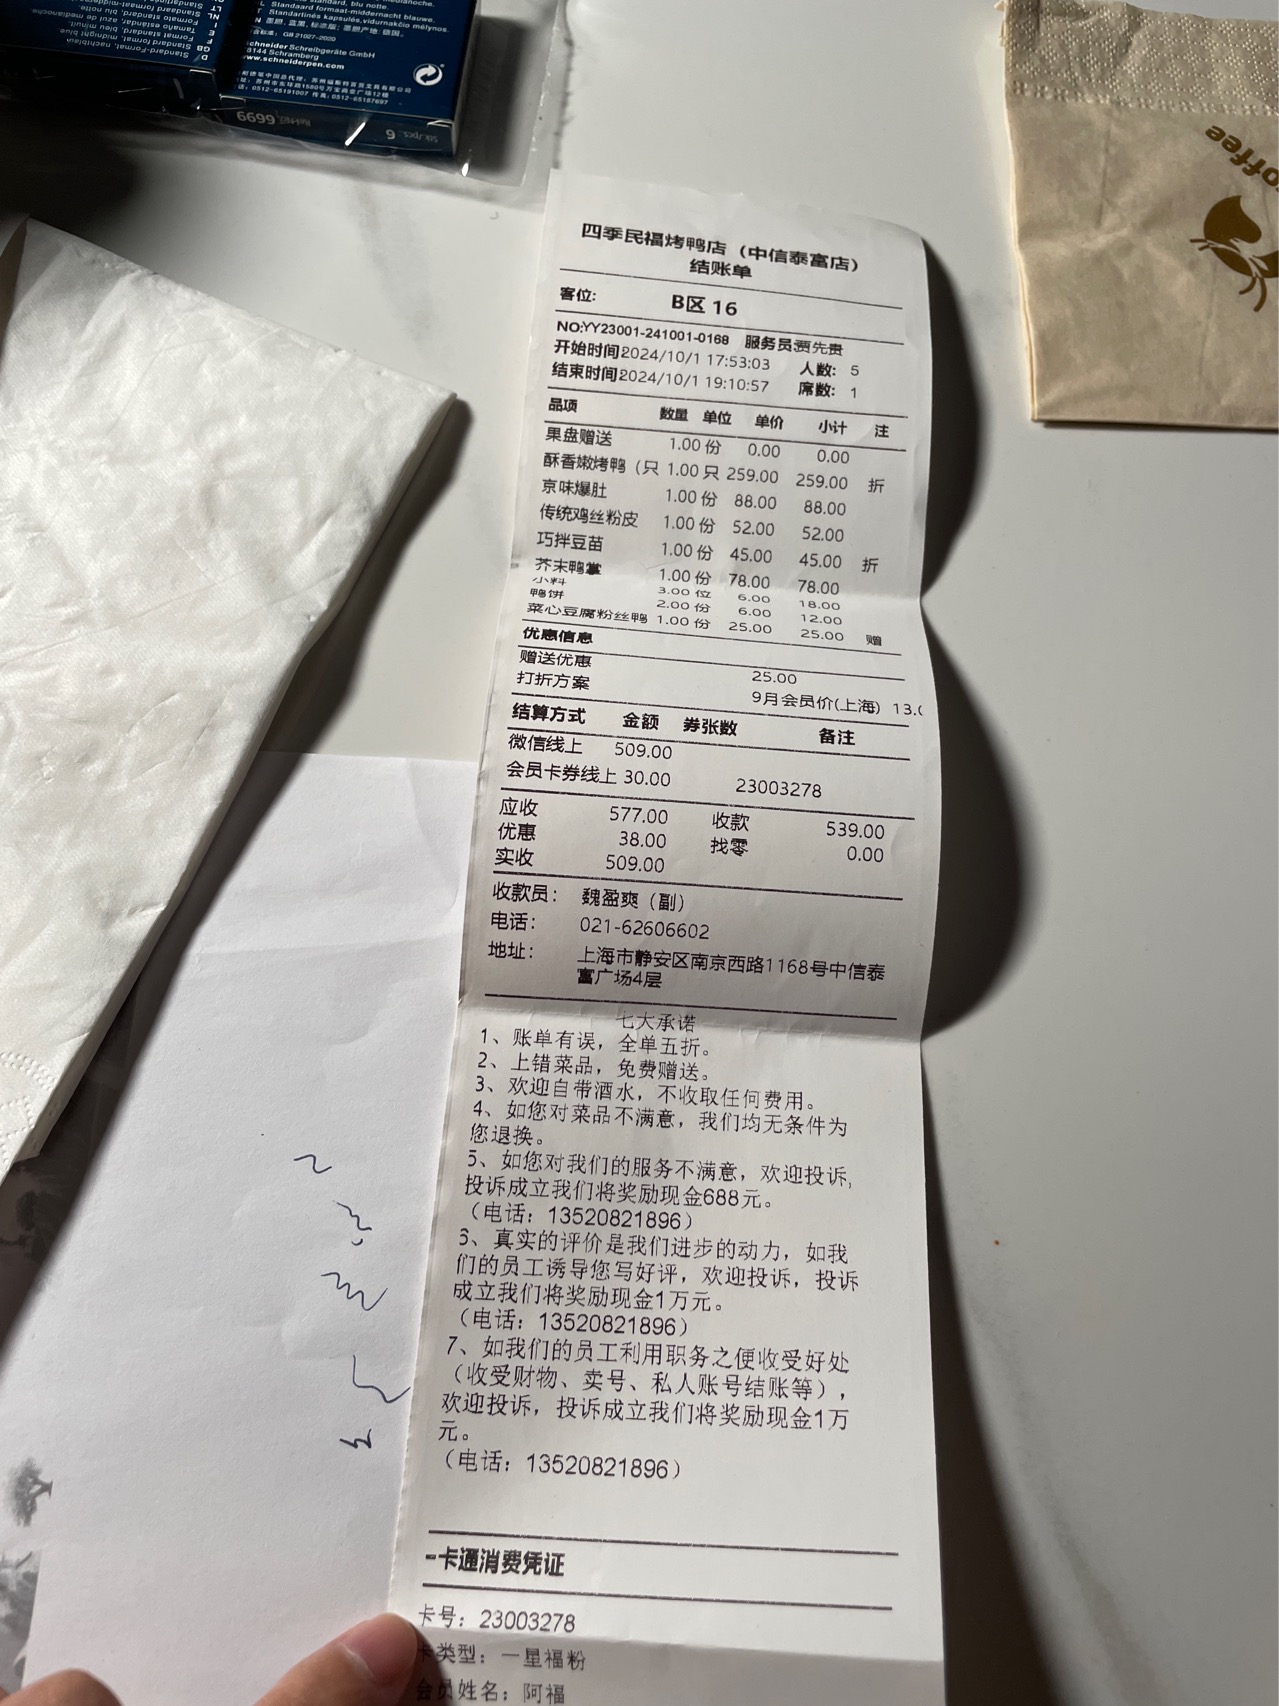 四季民福烤鸭店（中信泰富店）
结账单
客位: B区 16
NO:YY23001-241001-0168 服务员:贾先贵
开始时间2024/10/1 17:53:03 人数: 5
结束时间2024/10/1 19:10:57 席数: 1
品项 数量 单位 单价 小计 注
果盘赠送 1.00 份 0.00 0.00
酥香嫩烤鸭（只 1.00 只 259.00 259.00 折
京味爆肚 1.00 份 88.00 88.00
传统鸡丝粉皮 1.00 份 52.00 52.00
巧拌豆苗 1.00 份 45.00 45.00 折
芥末鸭掌 1.00 份 78.00 78.00
小料 3.00 位 6.00 18.00
鸭饼 2.00 份 6.00 12.00
菜心豆腐粉丝鸭 1.00 份 25.00 25.00 赠
优惠信息
赠送优惠 25.00
打折方案 9月会员价(上海) 13.0
结算方式 金额 券张数 备注
微信线上 509.00
会员卡券线上 30.00 23003278
应收 577.00 收款 539.00
优惠 38.00 找零 0.00
实收 509.00
收款员: 魏盈爽（副）
电话: 021-62606602
地址: 上海市静安区南京西路1168号中信泰
富广场4层
七大承诺
1、账单有误，全单五折。
2、上错菜品，免费赠送。
3、欢迎自带酒水，不收取任何费用。
4、如您对菜品不满意，我们均无条件为
您退换。
5、如您对我们的服务不满意，欢迎投诉，
投诉成立我们将奖励现金688元。
（电话：13520821896）
6、真实的评价是我们进步的动力，如我
们的员工诱导您写好评，欢迎投诉，投诉
成立我们将奖励现金1万元。
（电话：13520821896）
7、如我们的员工利用职务之便收受好处
（收受财物、卖号、私人账号结账等），
欢迎投诉，投诉成立我们将奖励现金1万
元。
（电话：13520821896）
一卡通消费凭证
卡号: 23003278
卡类型: 一星福粉
会员姓名: 阿福
Standaard formaat-middernacht blauwe.
Schneider Schreibgeräte GmbH
78144 Schramberg
www.schneiderpen.com
6699
6
Stk./pcs.
offee